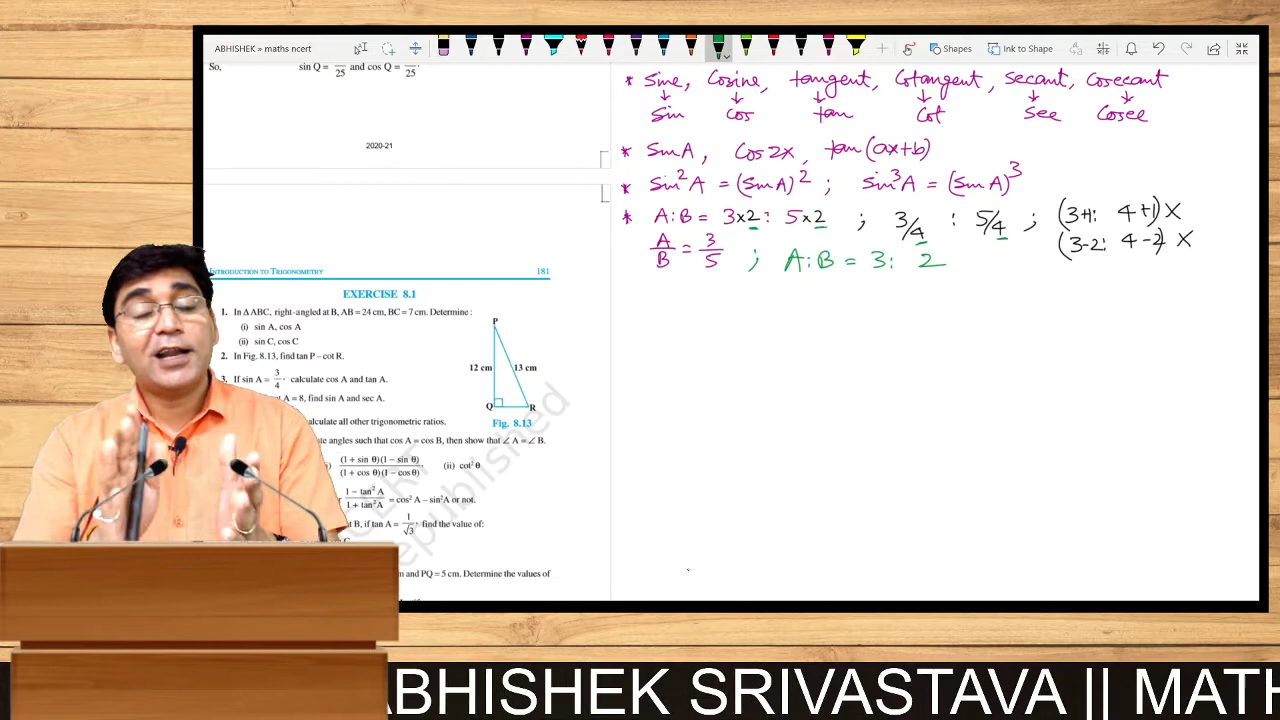 ABHISHEK » maths ncert
Shapes
Ink to Shape
So, sin Q = /25 and cos Q = /25.
2020-21
INTRODUCTION TO TRIGONOMETRY 181
EXERCISE 8.1
1. In Δ ABC, right-angled at B, AB = 24 cm, BC = 7 cm. Determine :
(i) sin A, cos A
(ii) sin C, cos C
2. In Fig. 8.13, find tan P – cot R.
3. If sin A = 3/4, calculate cos A and tan A.
A = 8, find sin A and sec A.
alculate all other trigonometric ratios.
ate angles such that cos A = cos B, then show that ∠ A = ∠ B.
(1 + sin θ)(1 – sin θ)/(1 + cos θ)(1 – cos θ), (ii) cot² θ
1 – tan² A/1 + tan² A = cos² A – sin² A or not.
at B, if tan A = 1/√3, find the value of:
C
m and PQ = 5 cm. Determine the values of
P
12 cm 13 cm
Q R
Fig. 8.13
republished
* Sine, Cosine, tangent, Cotangent, Secant, Cosecant
↓ ↓ ↓ ↓ ↓ ↓
Sin Cos tan Cot Sec Cosec
* Sin A, Cos 2x, tan (ax+b)
* Sin² A = (Sin A)²; Sin³ A = (Sin A)³
* A:B = 3×2 : 5×2 ; 3/4 : 5/4 ; (3+1: 4+1) X
(3-2: 4-2) X
A/B = 3/5 ; A:B = 3: 2
ABHISHEK SRIVASTAVA || MATH